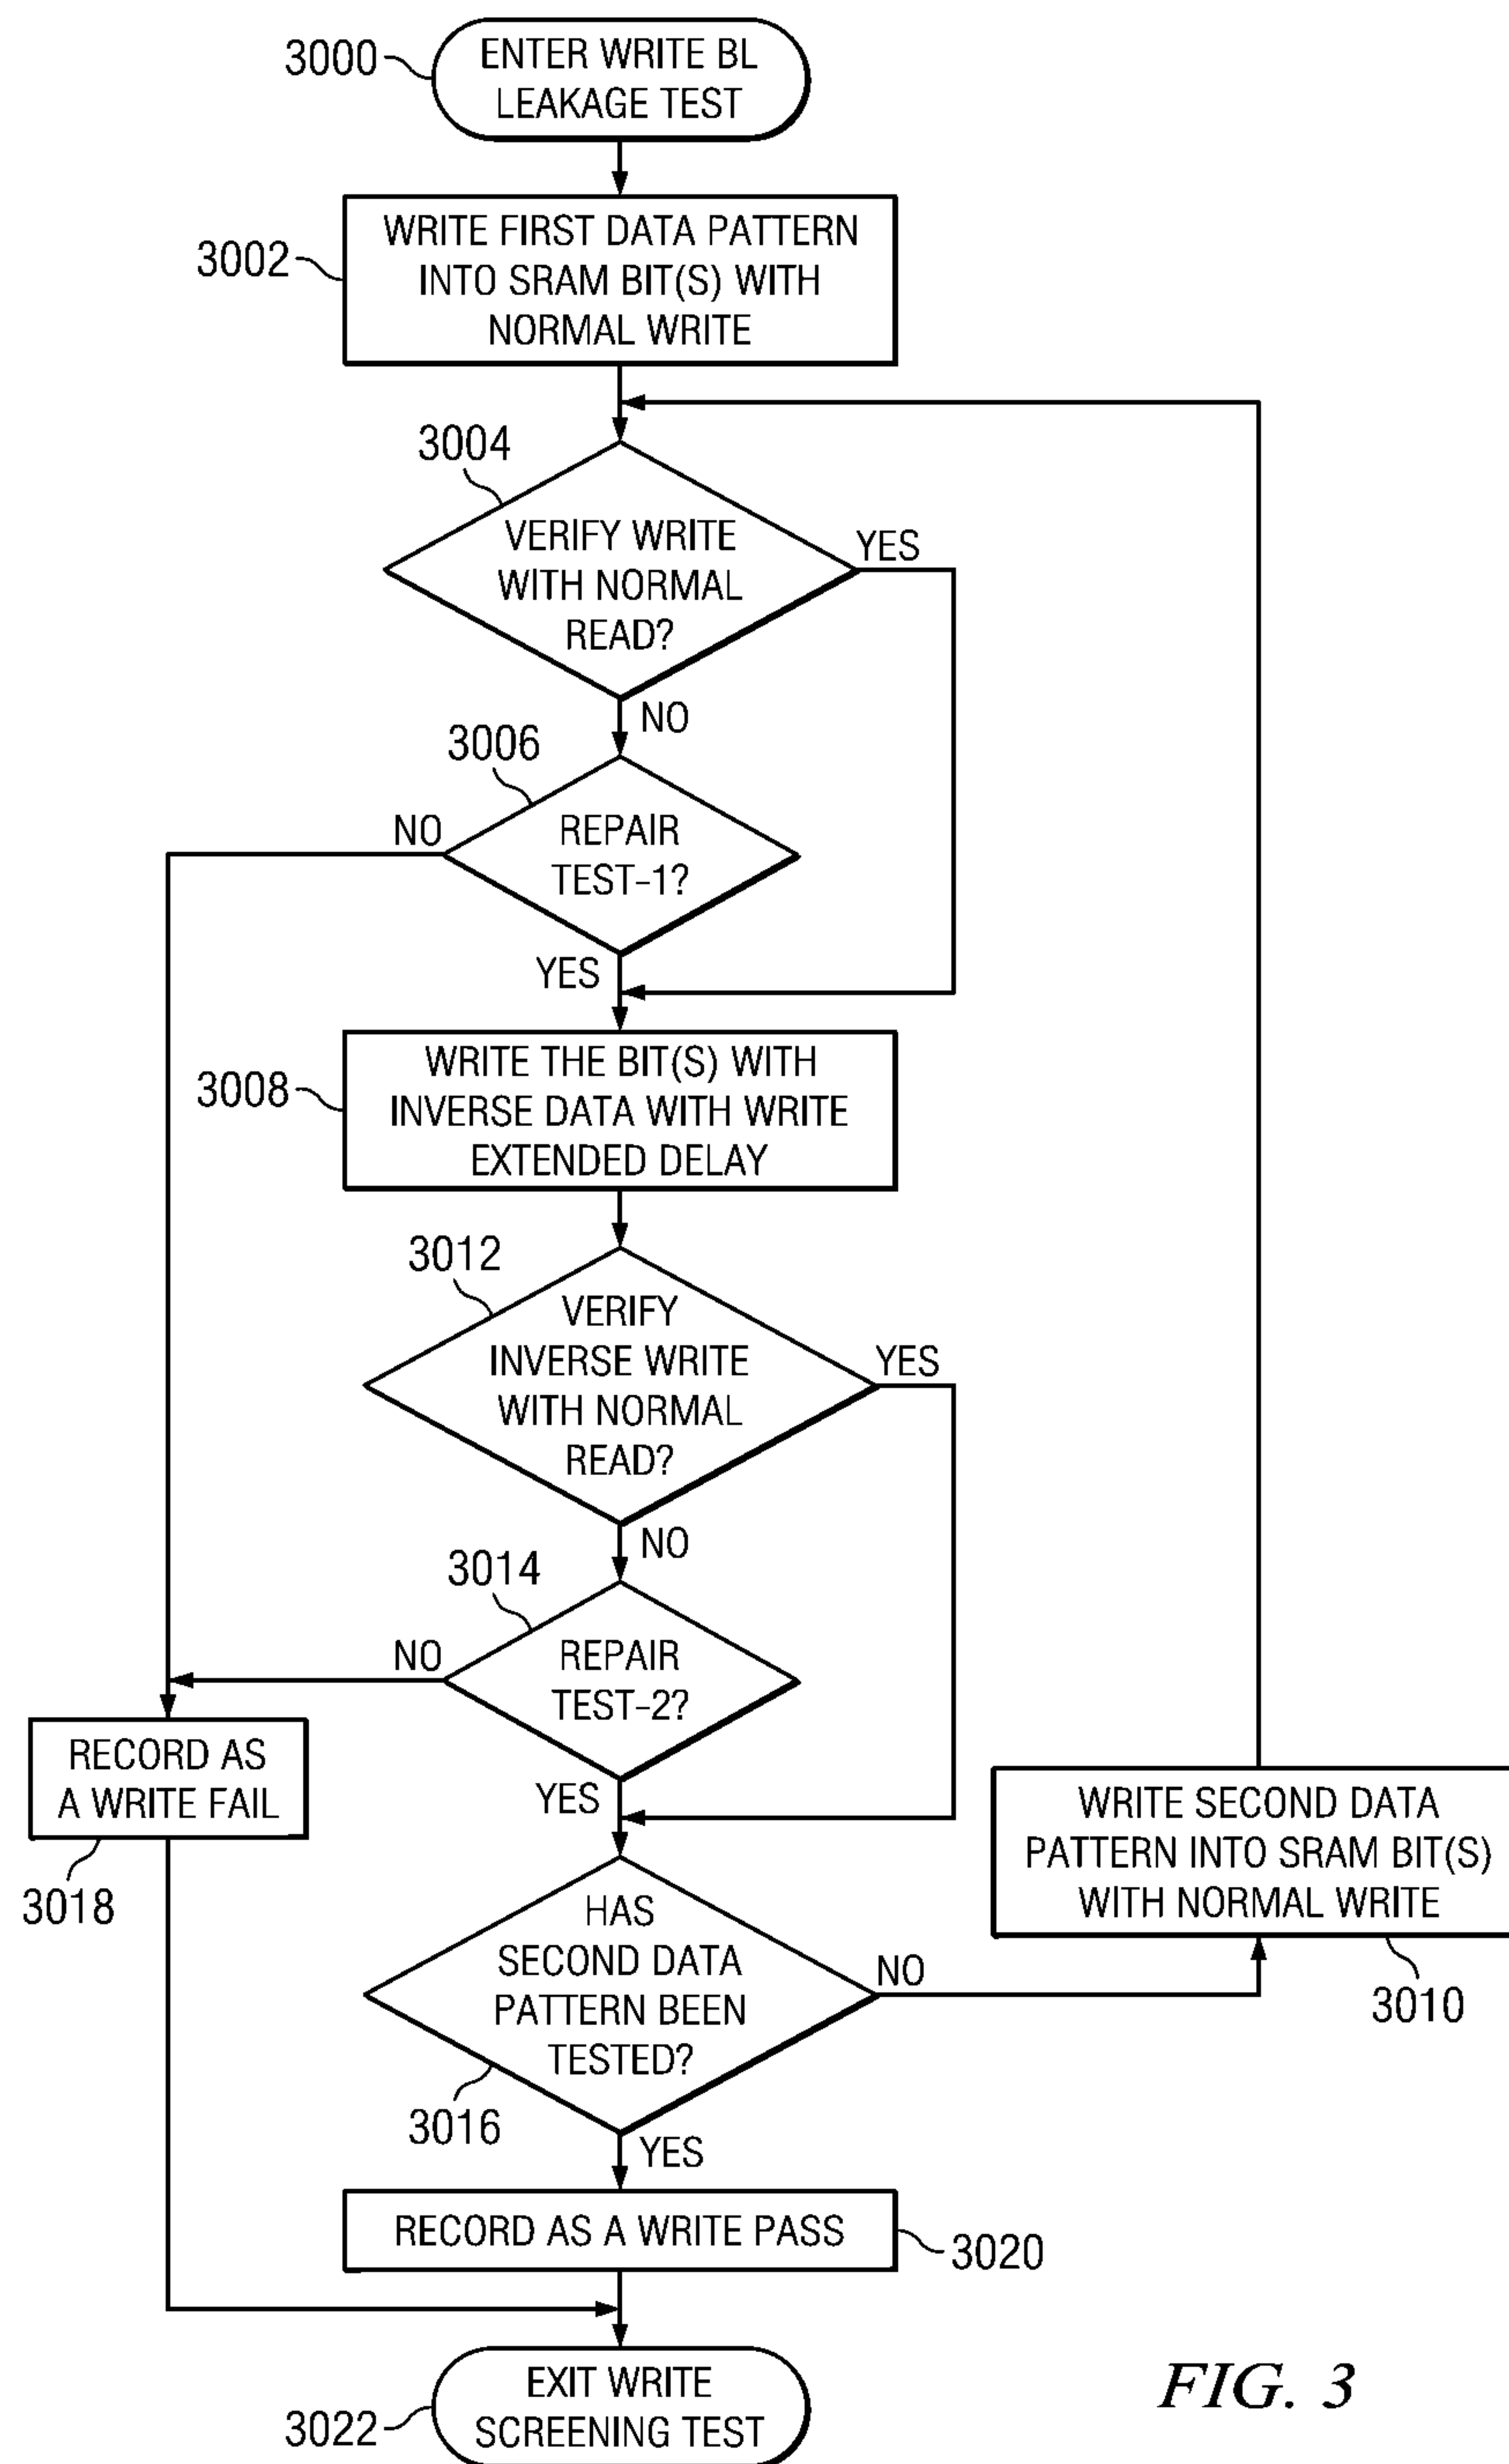 3000
ENTER WRITE BL
LEAKAGE TEST
3002
WRITE FIRST DATA PATTERN
INTO SRAM BIT(S) WITH
NORMAL WRITE
3004
VERIFY WRITE
WITH NORMAL
READ?
YES
NO
3006
REPAIR
TEST-1?
NO
YES
3008
WRITE THE BIT(S) WITH
INVERSE DATA WITH WRITE
EXTENDED DELAY
3012
VERIFY
INVERSE WRITE
WITH NORMAL
READ?
YES
NO
3014
REPAIR
TEST-2?
NO
YES
RECORD AS
A WRITE FAIL
3018
WRITE SECOND DATA
PATTERN INTO SRAM BIT(S)
WITH NORMAL WRITE
3010
HAS
SECOND DATA
PATTERN BEEN
TESTED?
NO
3016
YES
RECORD AS A WRITE PASS
3020
EXIT WRITE
SCREENING TEST
3022
FIG. 3